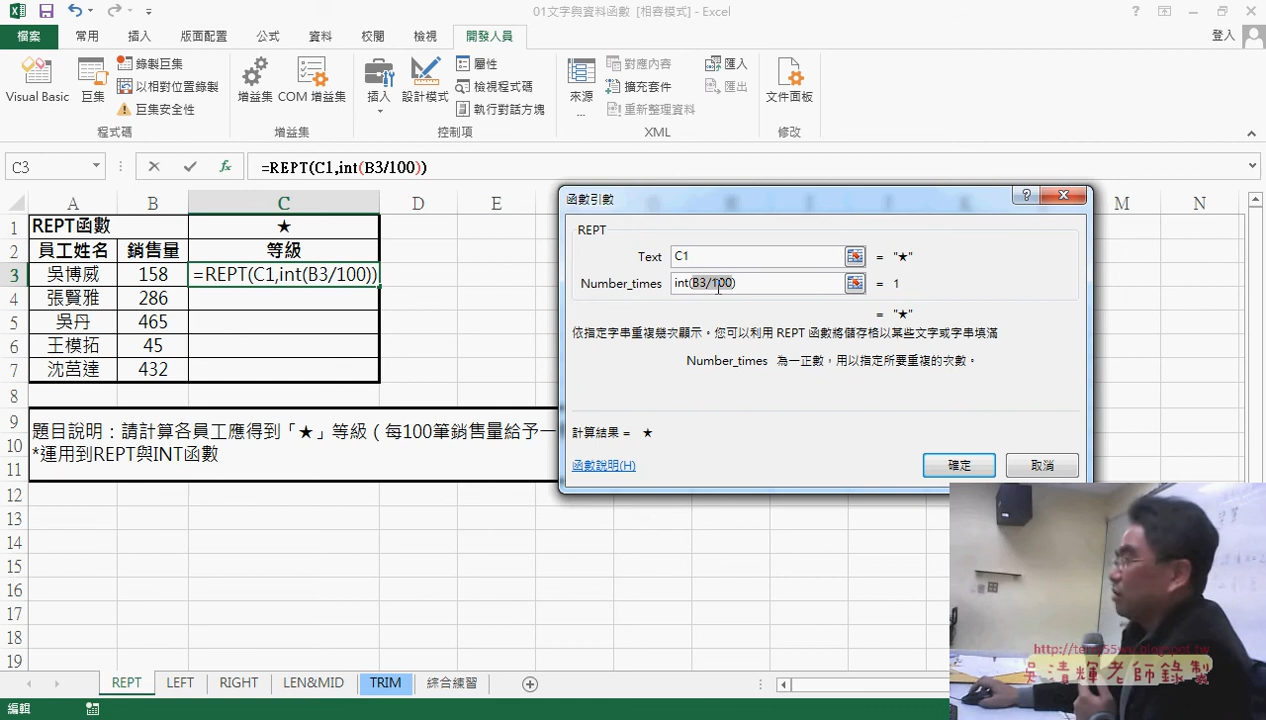 01文字與資料函數 [相容模式] - Excel
檔案 常用 插入 版面配置 公式 資料 校閱 檢視 開發人員 登入
Visual Basic 巨集 錄製巨集 以相對位置錄製 巨集安全性 程式碼
增益集 COM 增益集 增益集
插入 設計模式 屬性 檢視程式碼 執行對話方塊 控制項
來源 ... 對應內容 擴充套件 重新整理資料 匯入 匯出 XML
文件面板 修改
C3 =REPT(C1,int(B3/100))
A B C D E M N
1 REPT函數 ★
2 員工姓名 銷售量 等級
3 吳博威 158 =REPT(C1,int(B3/100))
4 張賢雅 286
5 吳丹 465
6 王模拓 45
7 沈莒達 432
8
9
題目說明：請計算各員工應得到「★」等級（每100筆銷售量給予一
10
*運用到REPT與INT函數
11
12
13
14
15
16
17
18
19
函數引數
REPT
Text C1 = "★"
Number_times int(B3/100) = 1
= "★"
依指定字串重複幾次顯示。您可以利用 REPT 函數將儲存格以某些文字或字串填滿
Number_times 為一正數，用以指定所要重複的次數。
計算結果 = ★
函數說明(H) 確定 取消
吳清輝老師錄製
REPT LEFT RIGHT LEN&MID TRIM 綜合練習
編輯